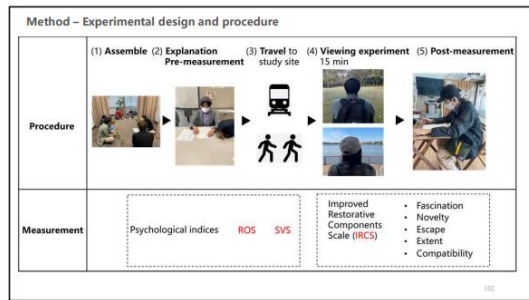 Method – Experimental design and procedure
(1) Assemble (2) Explanation Pre-measurement
(3) Travel to study site
(4) Viewing experiment 15 min
(5) Post-measurement
Procedure
Measurement
Psychological indices ROS SVS
Improved
Restorative
Components
Scale (IRCS)
• Fascination
• Novelty
• Escape
• Extent
• Compatibility
102